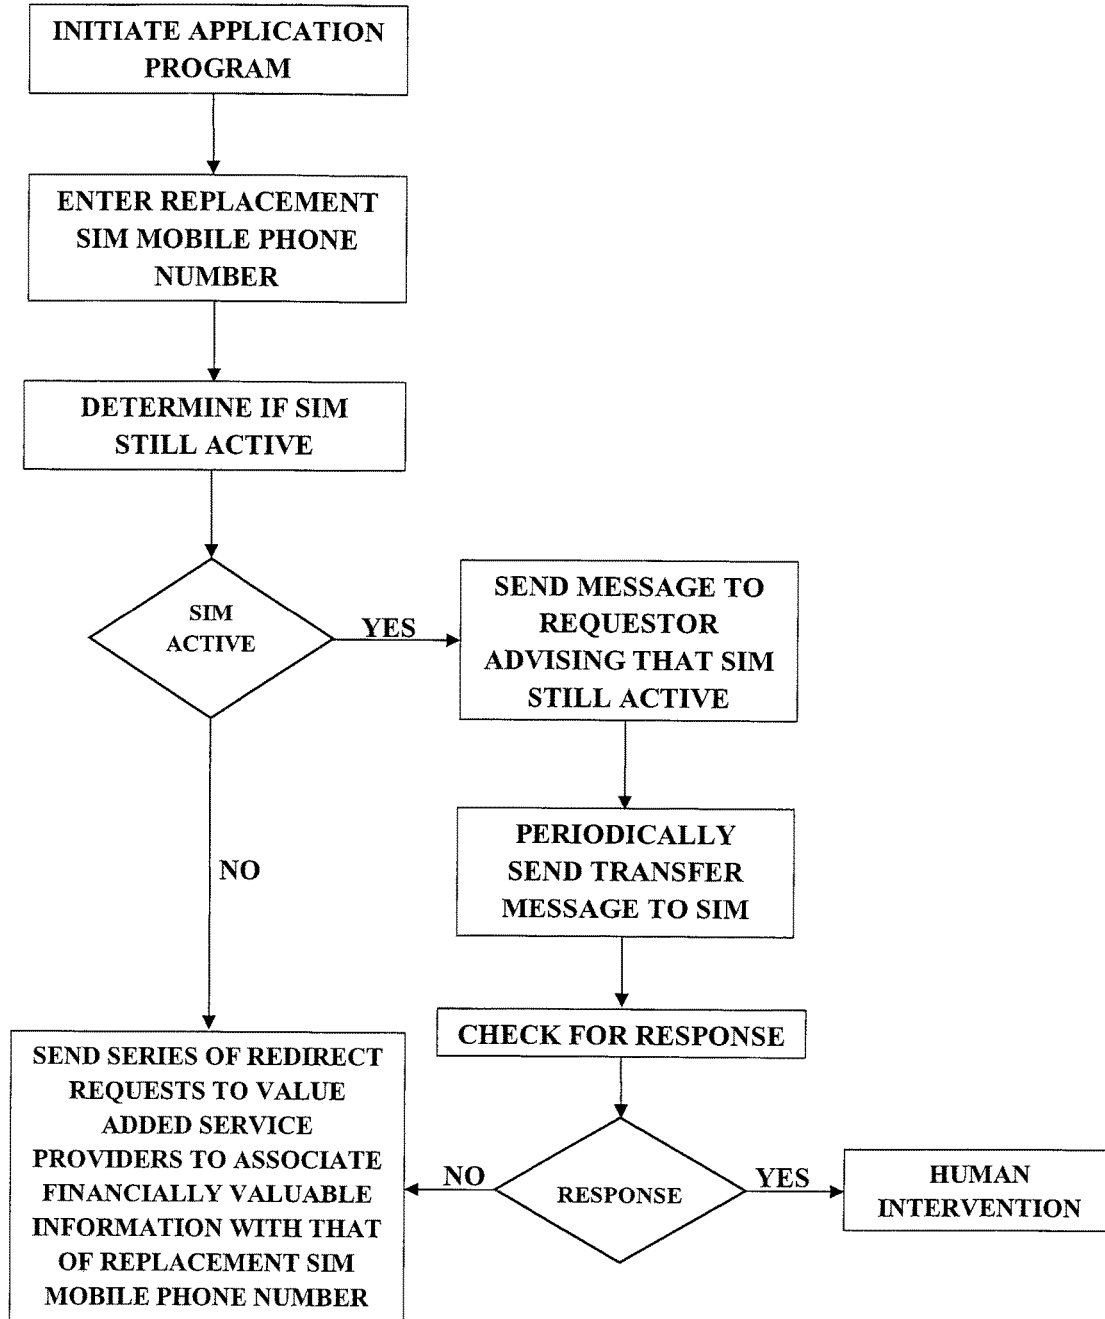 INITIATE APPLICATION
PROGRAM
ENTER REPLACEMENT
SIM MOBILE PHONE
NUMBER
DETERMINE IF SIM
STILL ACTIVE
SIM
ACTIVE
YES
SEND MESSAGE TO
REQUESTOR
ADVISING THAT SIM
STILL ACTIVE
PERIODICALLY
SEND TRANSFER
MESSAGE TO SIM
NO
CHECK FOR RESPONSE
SEND SERIES OF REDIRECT
REQUESTS TO VALUE
ADDED SERVICE
PROVIDERS TO ASSOCIATE
FINANCIALLY VALUABLE
INFORMATION WITH THAT
OF REPLACEMENT SIM
MOBILE PHONE NUMBER
NO
RESPONSE
YES
HUMAN
INTERVENTION